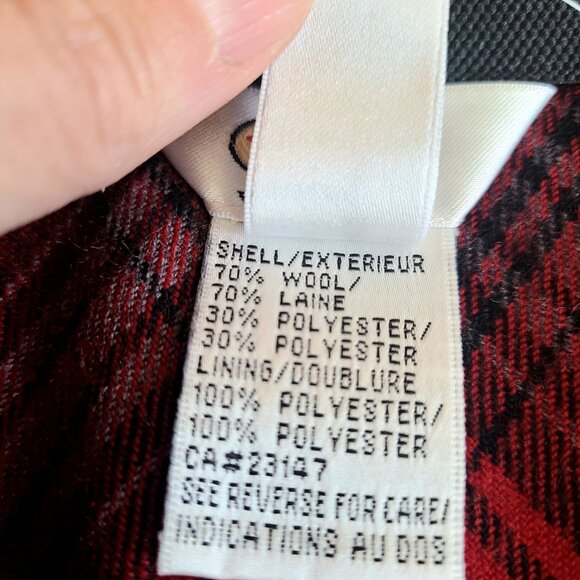 SHELL/EXTERIEUR
70% WOOL/
70% LAINE
30% POLYESTER/
30% POLYESTER
LINING/DOUBLURE
100% POLYESTER/
100% POLYESTER
CA#23147
SEE REVERSE FOR CARE/
INDICATIONS AU DOS